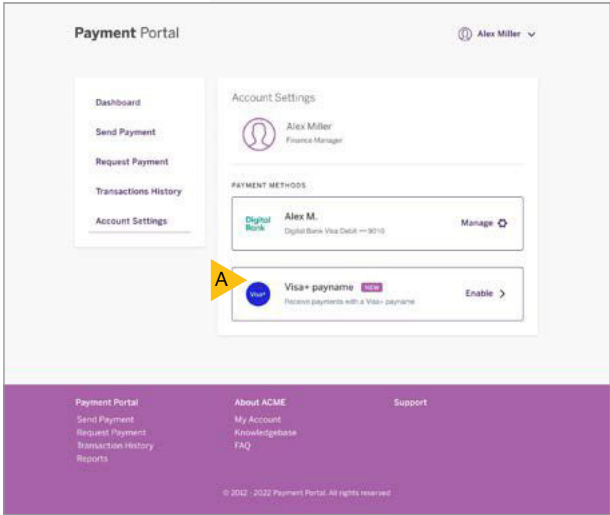 Payment Portal
Alex Miller
Dashboard
Send Payment
Request Payment
Transactions History
Account Settings
Account Settings
Alex Miller
Finance Manager
PAYMENT METHODS
Digital
Bank
Alex M.
Digital Bank Visa Debit — 9010
Manage
A
Visa+
Visa+ payname NEW
Receive payments with a Visa+ payname
Enable
Payment Portal
Send Payment
Request Payment
Transaction History
Reports
About ACME
My Account
Knowledgebase
FAQ
Support
© 2012 - 2022 Payment Portal. All rights reserved